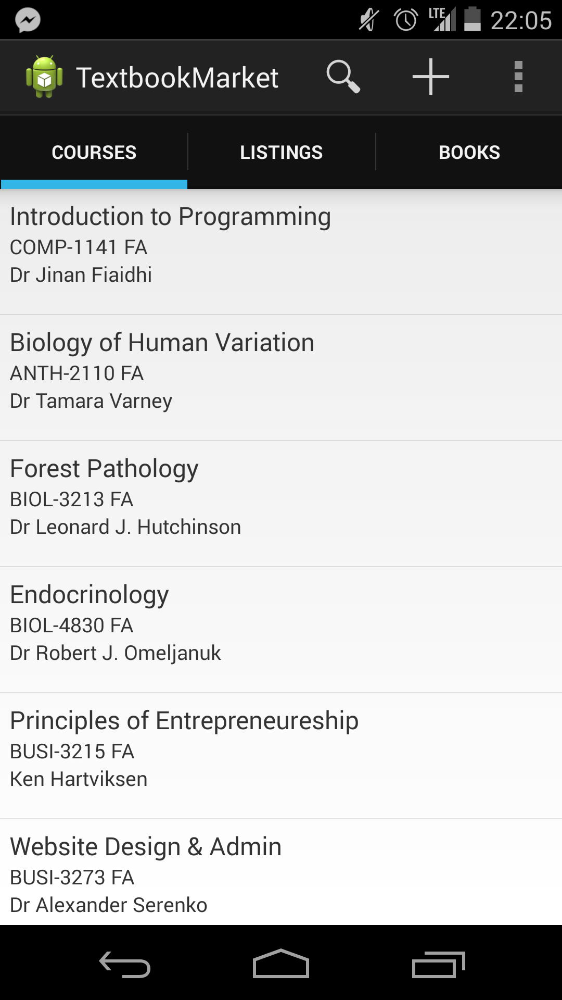 LTE 22:05
TextbookMarket
COURSES LISTINGS BOOKS
Introduction to Programming
COMP-1141 FA
Dr Jinan Fiaidhi
Biology of Human Variation
ANTH-2110 FA
Dr Tamara Varney
Forest Pathology
BIOL-3213 FA
Dr Leonard J. Hutchinson
Endocrinology
BIOL-4830 FA
Dr Robert J. Omeljanuk
Principles of Entrepreneureship
BUSI-3215 FA
Ken Hartviksen
Website Design & Admin
BUSI-3273 FA
Dr Alexander Serenko